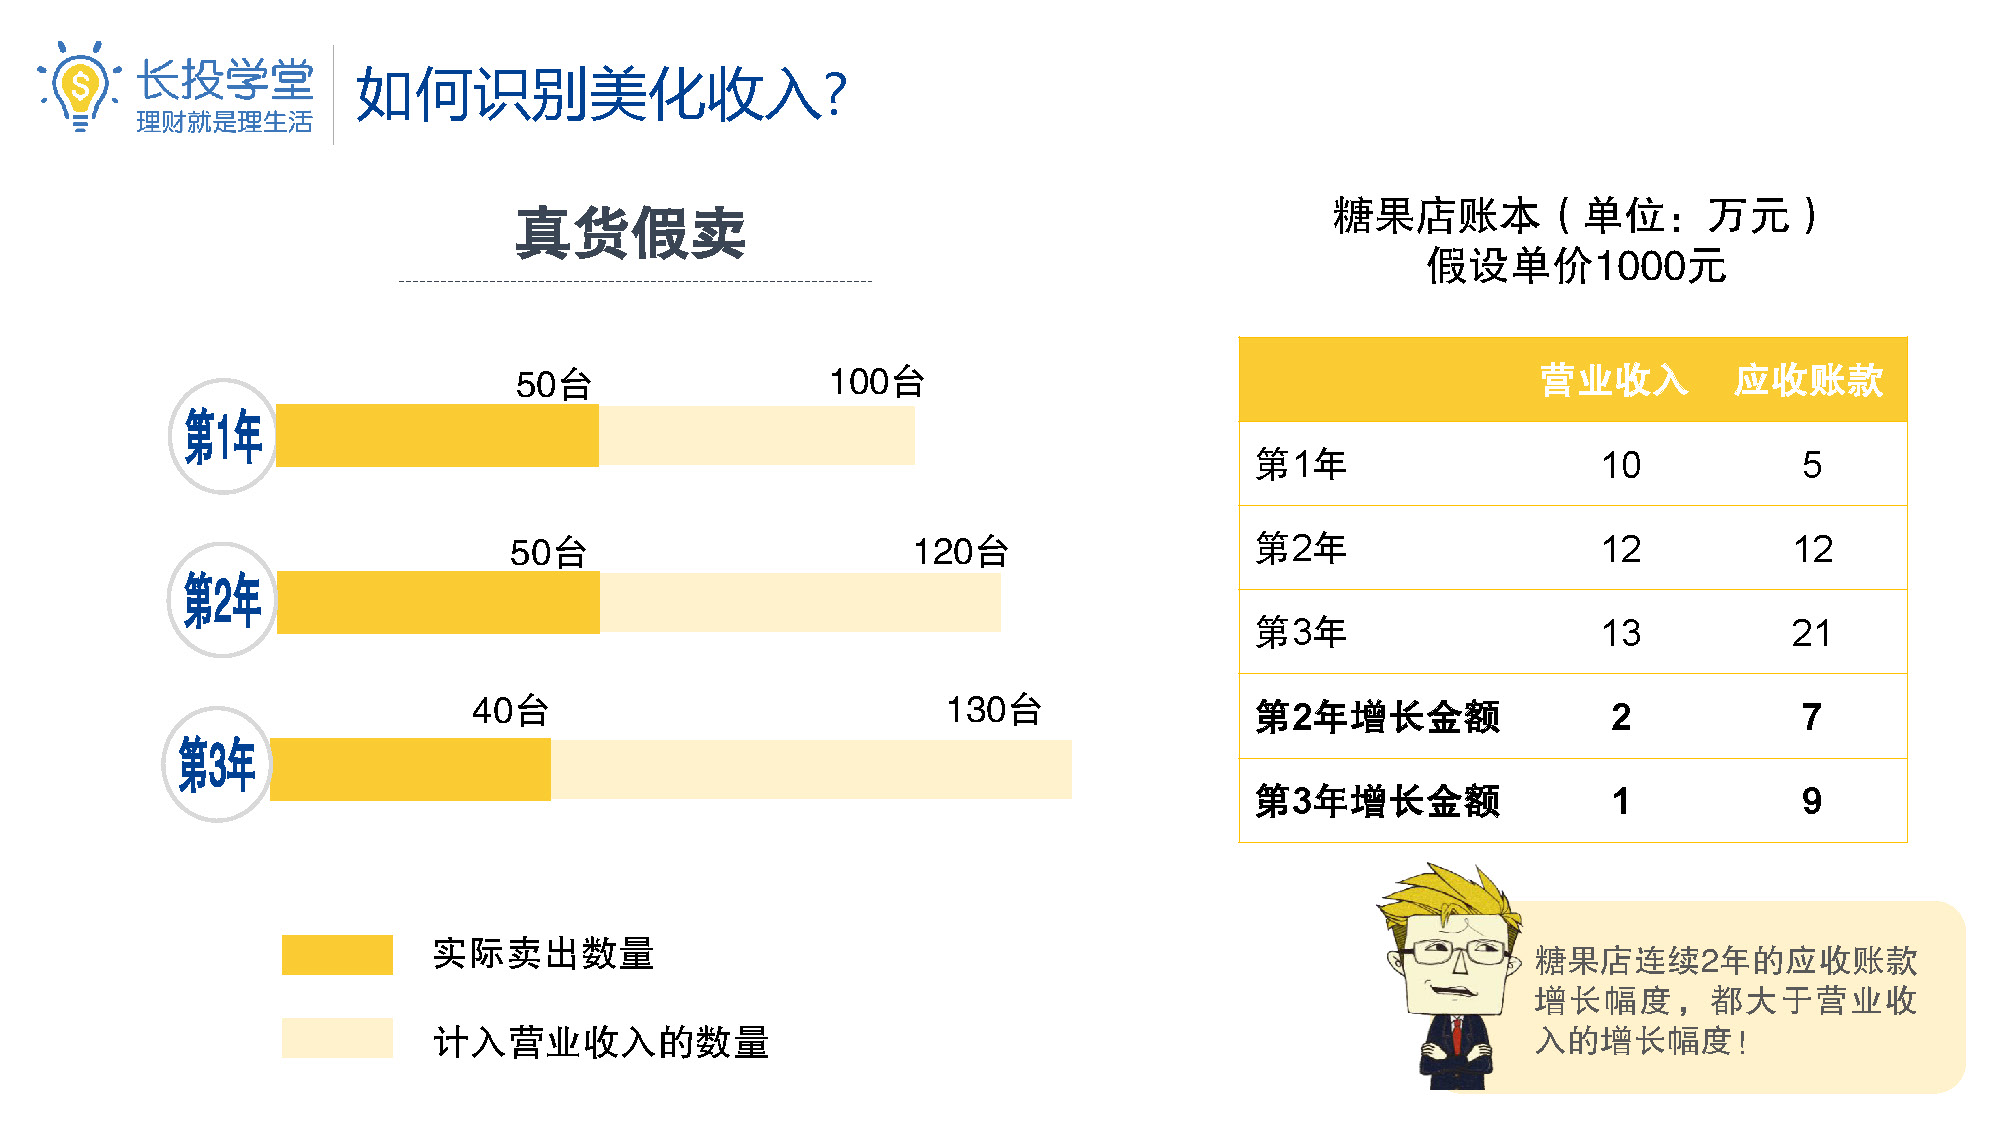 长投学堂
理财就是理生活
如何识别美化收入?
真货假卖
50台
100台
第1年
50台
120台
第2年
40台
130台
第3年
实际卖出数量
计入营业收入的数量
糖果店账本（单位：万元）
假设单价1000元
营业收入 应收账款
第1年 10 5
第2年 12 12
第3年 13 21
第2年增长金额 2 7
第3年增长金额 1 9
糖果店连续2年的应收账款
增长幅度，都大于营业收
入的增长幅度！